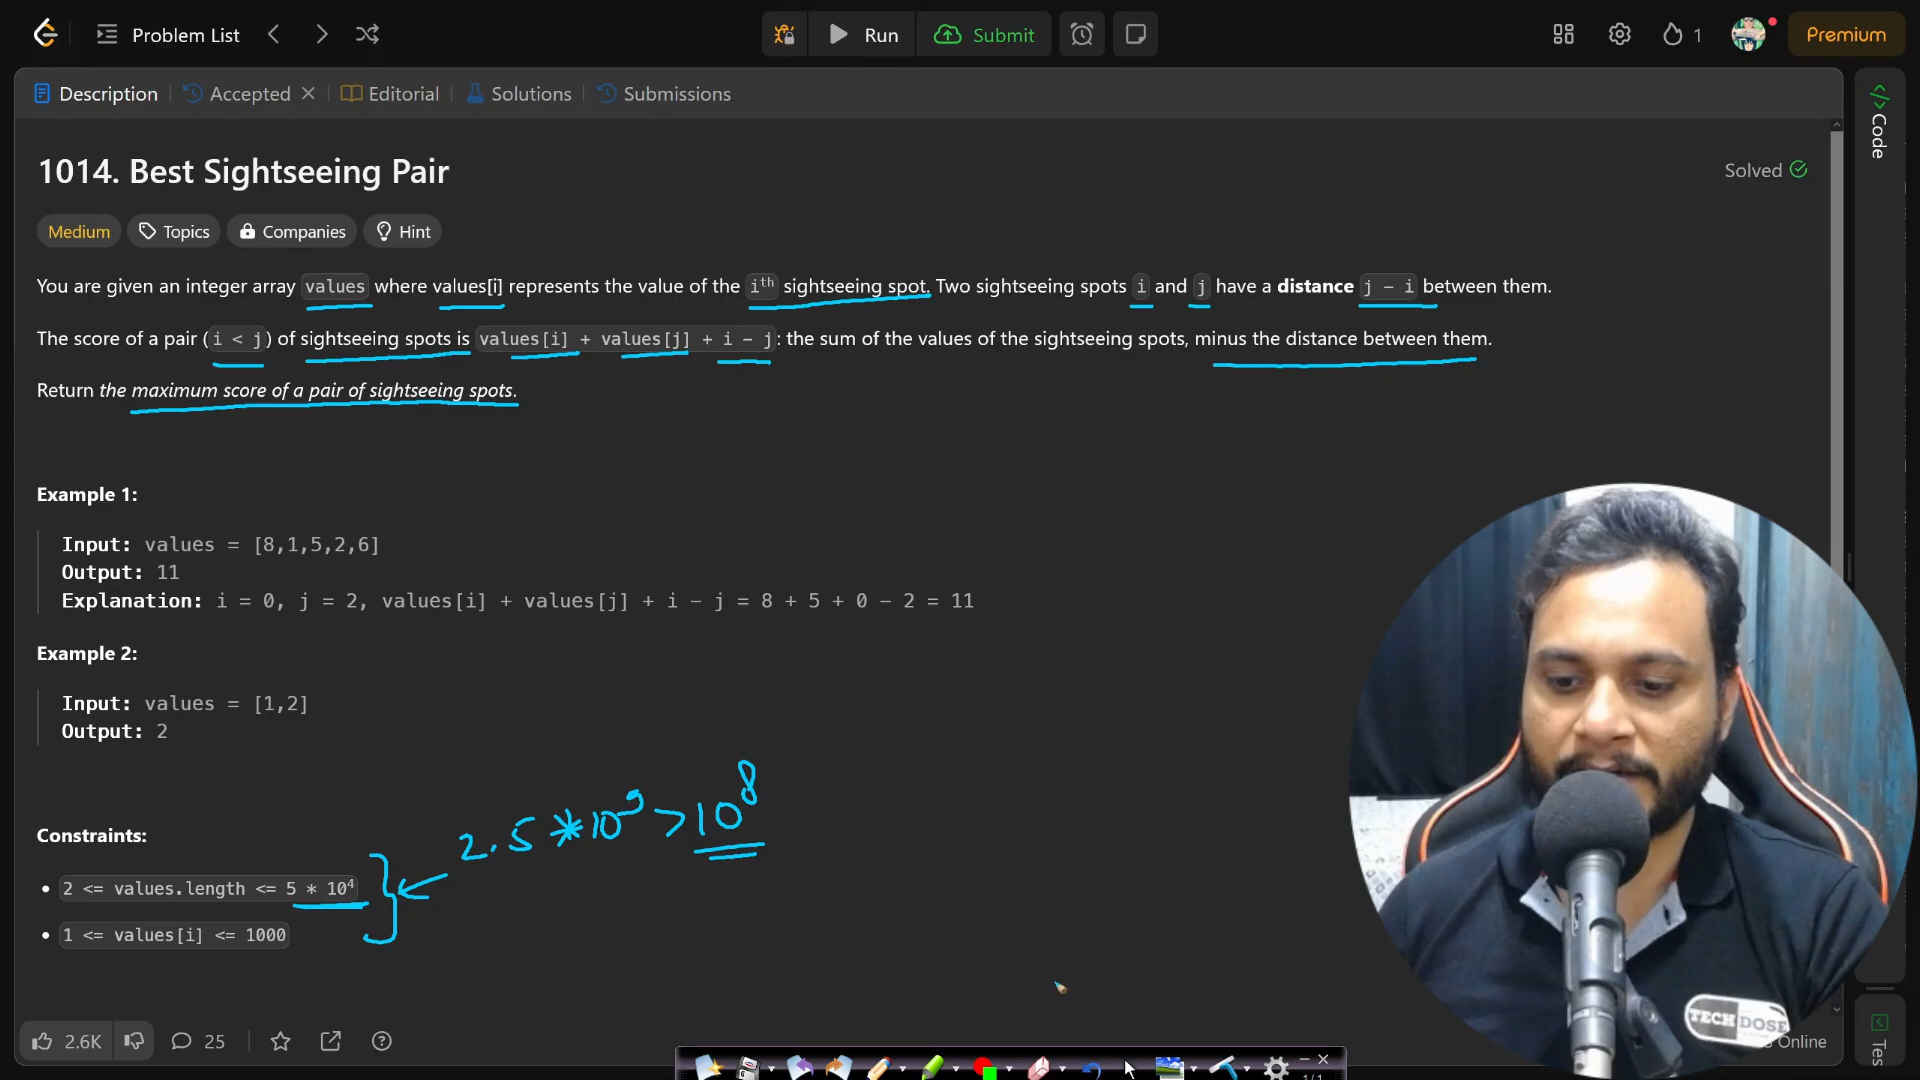 Problem List
Run
Submit
1
Premium
Description
Accepted
Editorial
Solutions
Submissions
Code
1014. Best Sightseeing Pair
Solved
Medium
Topics
Companies
Hint
You are given an integer array values where values[i] represents the value of the ith sightseeing spot. Two sightseeing spots i and j have a distance j - i between them.
The score of a pair (i < j) of sightseeing spots is values[i] + values[j] + i - j: the sum of the values of the sightseeing spots, minus the distance between them.
Return the maximum score of a pair of sightseeing spots.
Example 1:
Input: values = [8,1,5,2,6]
Output: 11
Explanation: i = 0, j = 2, values[i] + values[j] + i - j = 8 + 5 + 0 - 2 = 11
Example 2:
Input: values = [1,2]
Output: 2
2.5 * 10^9 > 10^8
Constraints:
2 <= values.length <= 5 * 10^4
1 <= values[i] <= 1000
TECH DOSE
2.6K
25
Online
Tes
1/1